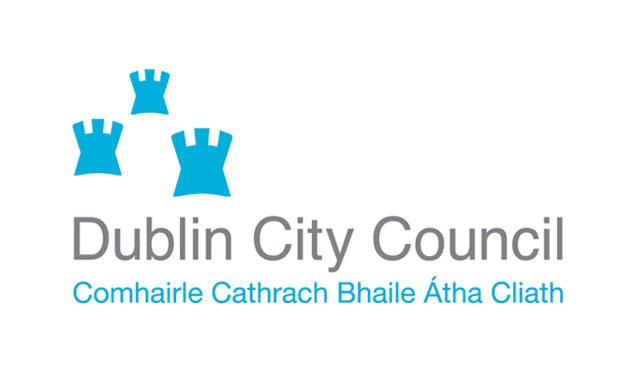 Dublin City Council
Comhairle Cathrach Bhaile Átha Cliath